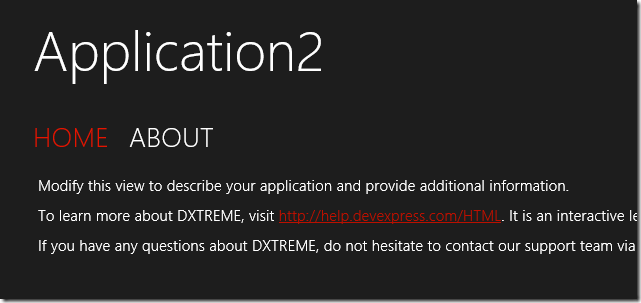 Application2
HOME ABOUT
Modify this view to describe your application and provide additional information.
To learn more about DXTREME, visit http://help.devexpress.com/HTML. It is an interactive
If you have any questions about DXTREME, do not hesitate to contact our support team via